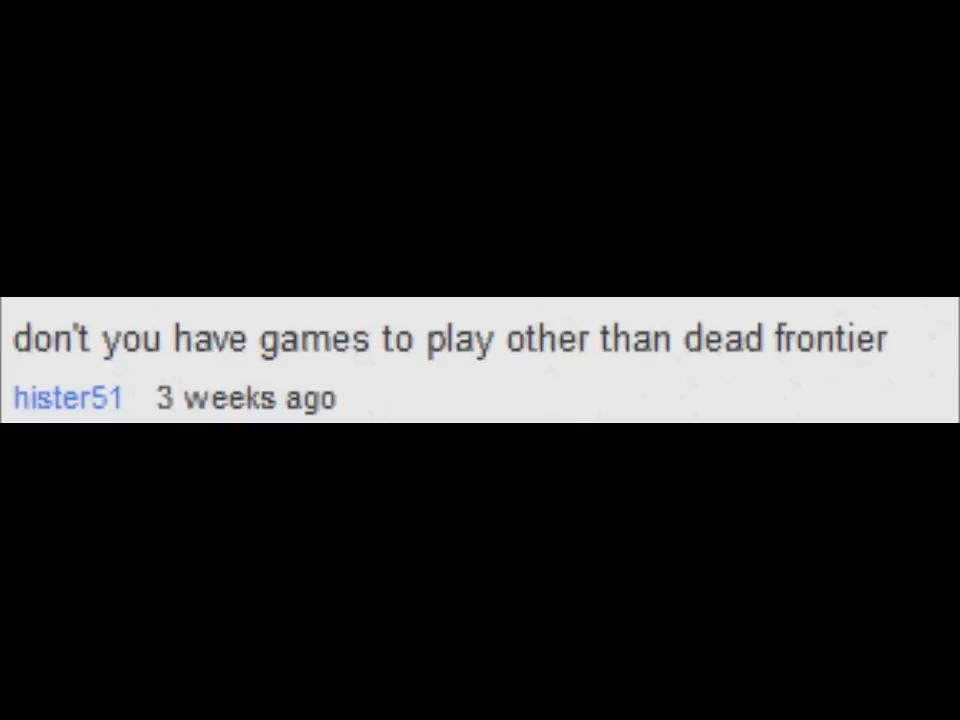 don't you have games to play other than dead frontier
hister51 3 weeks ago